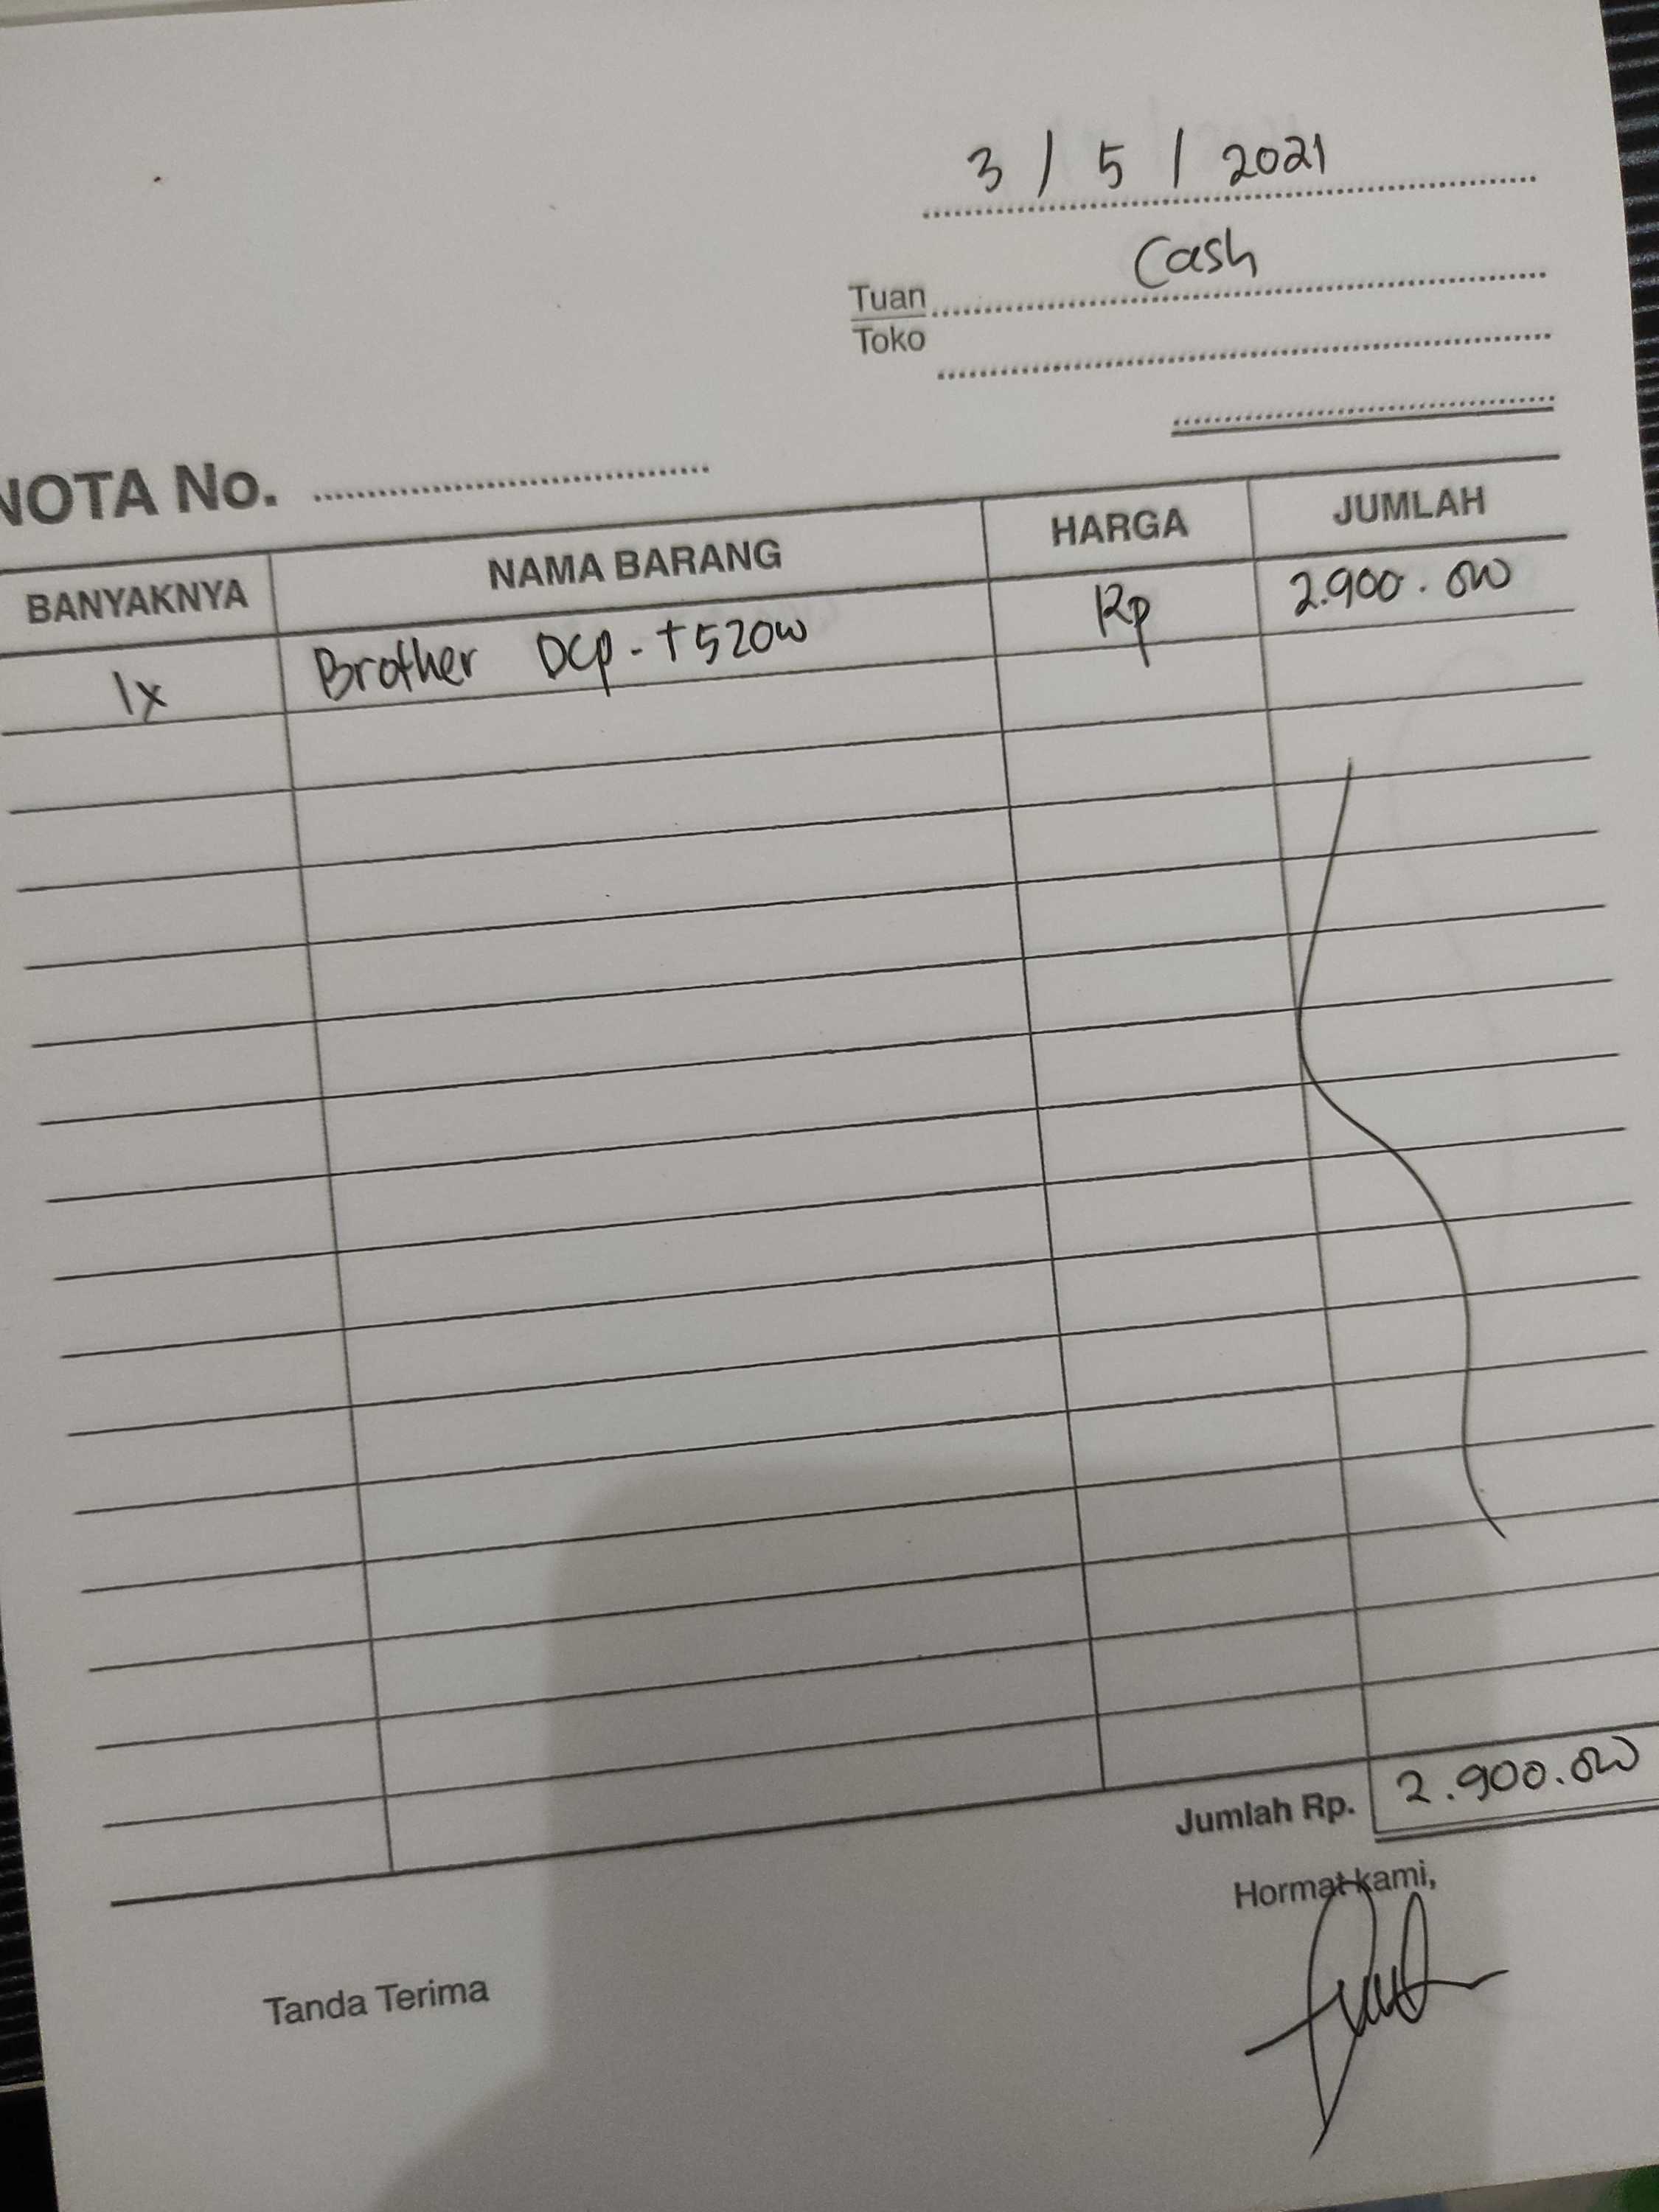 3 / 5 / 2021
Tuan Cash
Toko
NOTA No.
BANYAKNYA NAMA BARANG HARGA JUMLAH
1x Brother DCP-T520W Rp 2.900.000
Jumlah Rp. 2.900.000
Hormat kami,
Tanda Terima